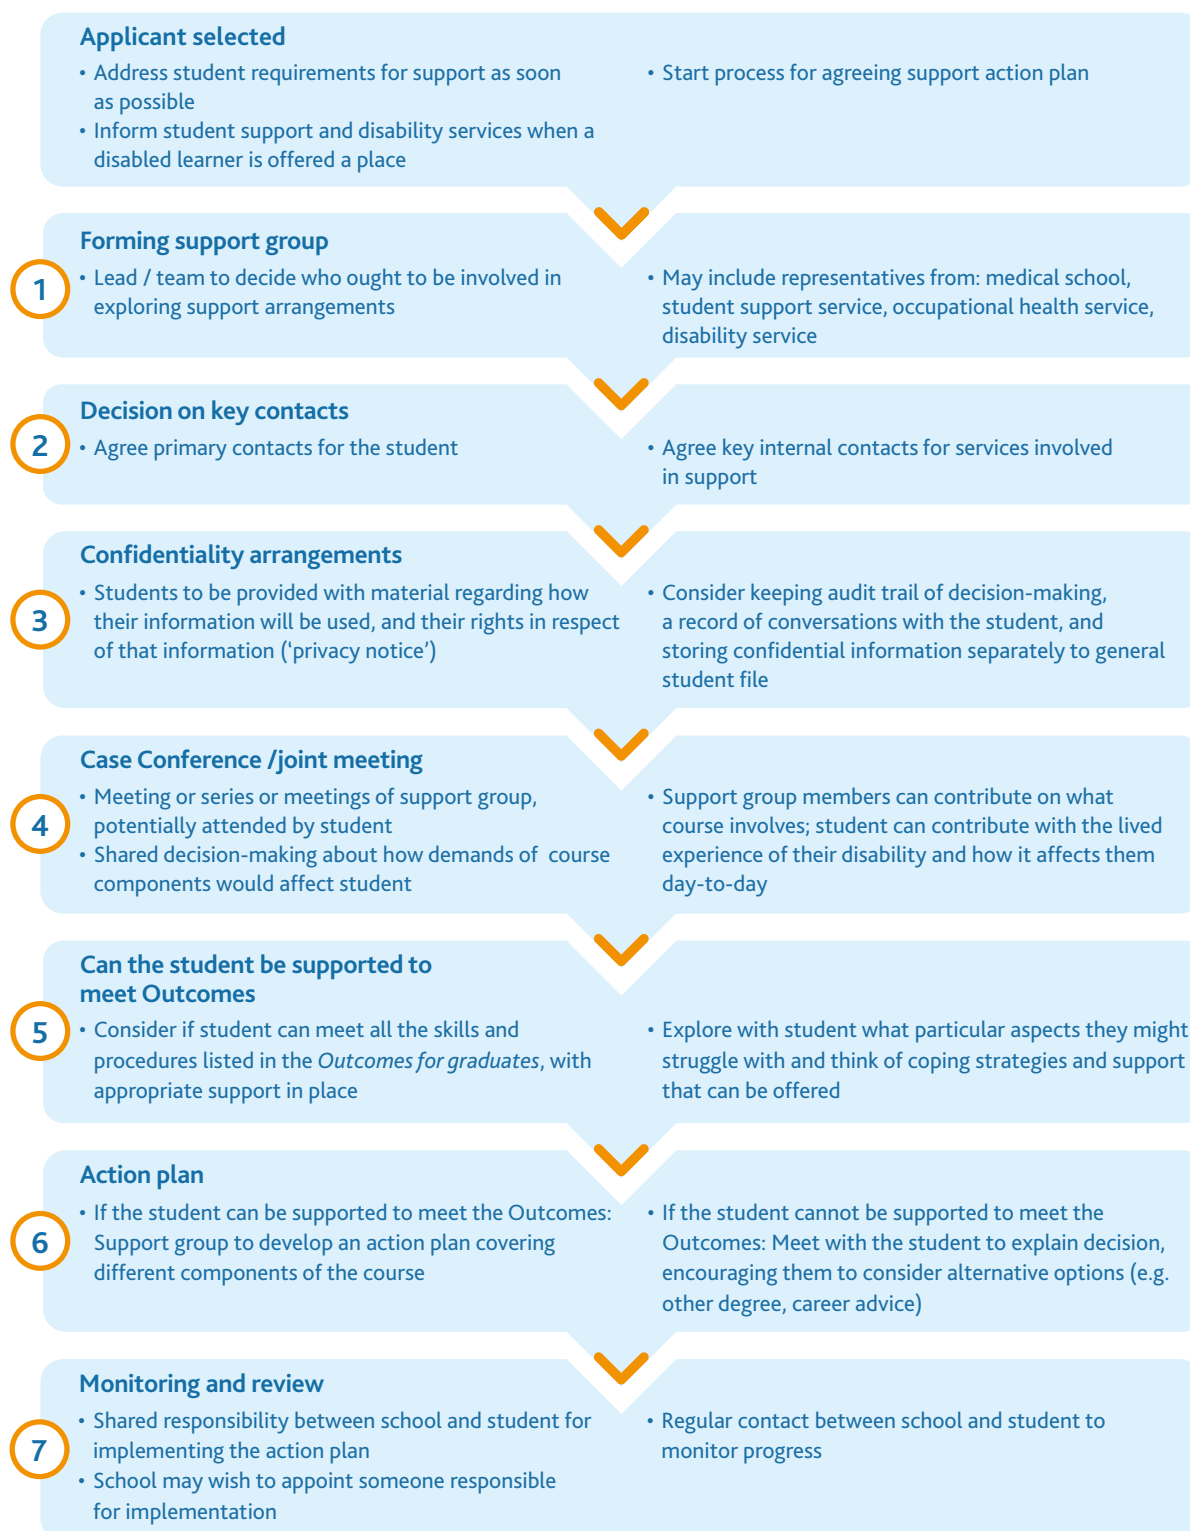 Applicant selected
• Address student requirements for support as soon
as possible
• Inform student support and disability services when a
disabled learner is offered a place
• Start process for agreeing support action plan
1
Forming support group
• Lead / team to decide who ought to be involved in
exploring support arrangements
• May include representatives from: medical school,
student support service, occupational health service,
disability service
2
Decision on key contacts
• Agree primary contacts for the student
• Agree key internal contacts for services involved
in support
3
Confidentiality arrangements
• Students to be provided with material regarding how
their information will be used, and their rights in respect
of that information (‘privacy notice’)
• Consider keeping audit trail of decision-making,
a record of conversations with the student, and
storing confidential information separately to general
student file
4
Case Conference /joint meeting
• Meeting or series or meetings of support group,
potentially attended by student
• Shared decision-making about how demands of course
components would affect student
• Support group members can contribute on what
course involves; student can contribute with the lived
experience of their disability and how it affects them
day-to-day
5
Can the student be supported to
meet Outcomes
• Consider if student can meet all the skills and
procedures listed in the Outcomes for graduates, with
appropriate support in place
• Explore with student what particular aspects they might
struggle with and think of coping strategies and support
that can be offered
6
Action plan
• If the student can be supported to meet the Outcomes:
Support group to develop an action plan covering
different components of the course
• If the student cannot be supported to meet the
Outcomes: Meet with the student to explain decision,
encouraging them to consider alternative options (e.g.
other degree, career advice)
7
Monitoring and review
• Shared responsibility between school and student for
implementing the action plan
• School may wish to appoint someone responsible
for implementation
• Regular contact between school and student to
monitor progress